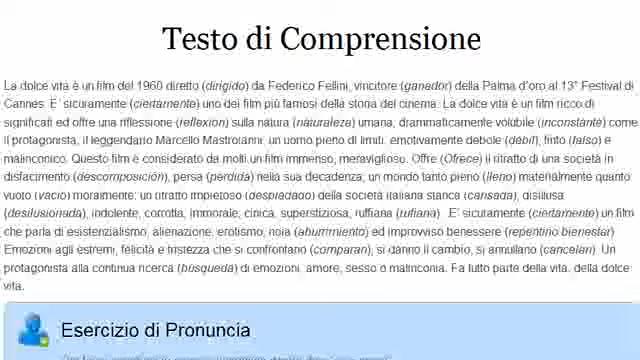 Testo di Comprensione
La dolce vita è un film del 1960 diretto (dirigido) da Federico Fellini, vincitore (ganador) della Palma d'oro al 13° Festival di
Cannes. E' sicuramente (ciertamente) uno dei film più famosi della storia del cinema. La dolce vita è un film ricco di
significati ed offre una riflessione (reflexion) sulla natura (naturaleza) umana, drammaticamente volubile (inconstante) come
il protagonista, il leggendario Marcello Mastroianni: un uomo pieno di limiti, emotivamente debole (débil), finto (falso) e
malinconico. Questo film è considerato da molti un film immenso, meraviglioso. Offre (Ofrece) il ritratto di una società in
disfacimento (descomposición), persa (perdida) nella sua decadenza; un mondo tanto pieno (lleno) materialmente quanto
vuoto (vacio) moralmente: un ritratto impietoso (despiadado) della società italiana stanca (cansada), disillusa
(desilusionada), indolente, corrotta, immorale, cinica, superstiziosa, ruffiana (rufiana). E' sicuramente (ciertamente) un film
che parla di esistenzialismo, alienazione, erotismo, noia (aburrimiento) ed improvviso benessere (repentino bienestar).
Emozioni agli estremi, felicità e tristezza che si confrontano (comparan), si danno il cambio, si annullano (cancelan). Un
protagonista alla continua ricerca (búsqueda) di emozioni, amore, sesso o malinconia. Fa tutto parte della vita, della dolce
vita.
Esercizio di Pronuncia